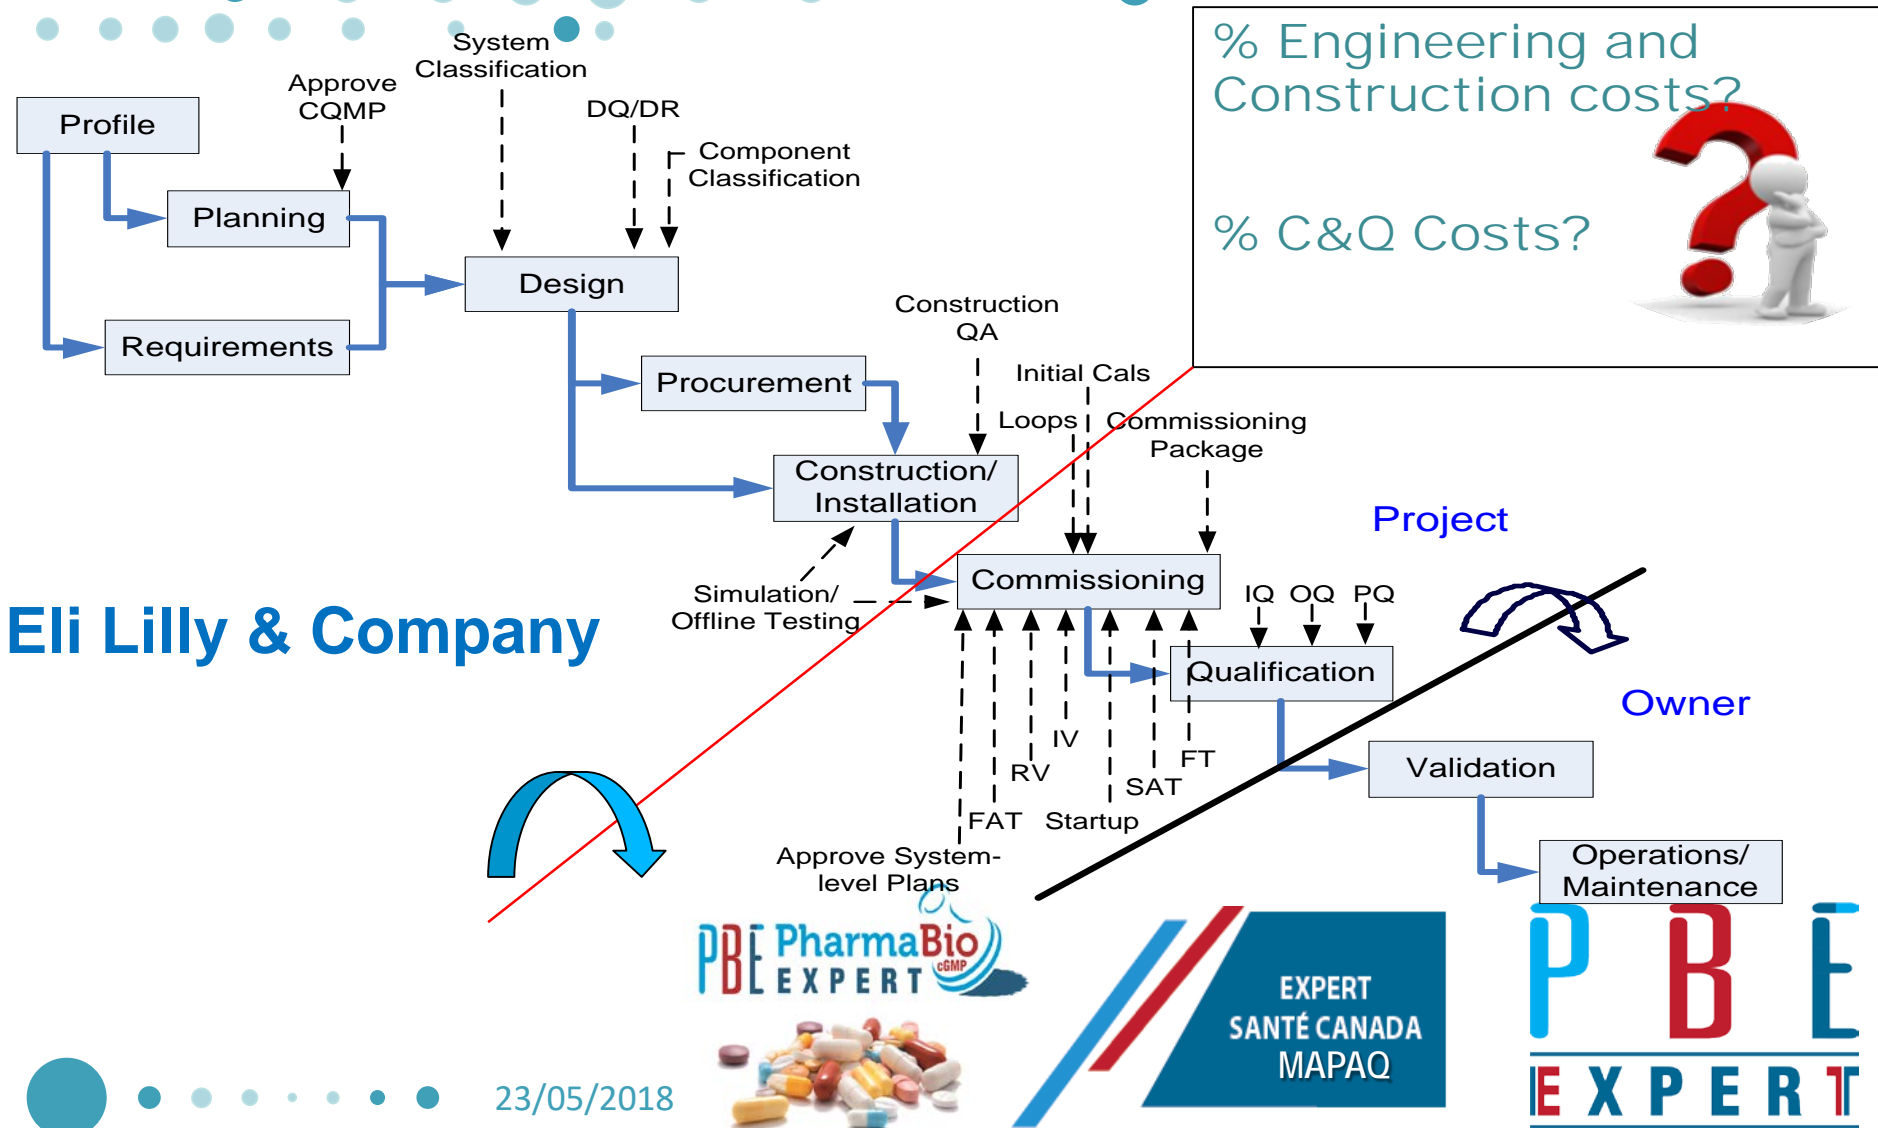 % Engineering and
Construction costs?
% C&Q Costs?
System
Classification
Approve
CQMP
DQ/DR
Component
Classification
Profile
Planning
Requirements
Design
Procurement
Construction
QA
Initial Cals
Loops
Commissioning
Package
Construction/
Installation
Simulation/
Offline Testing
Commissioning
Project
IQ OQ PQ
Qualification
Owner
Eli Lilly & Company
IV
RV
FT
SAT
FAT
Startup
Approve System-
level Plans
Validation
Operations/
Maintenance
PBE PharmaBio
EXPERT
cGMP
EXPERT
SANTÉ CANADA
MAPAQ
PBE
EXPERT
23/05/2018